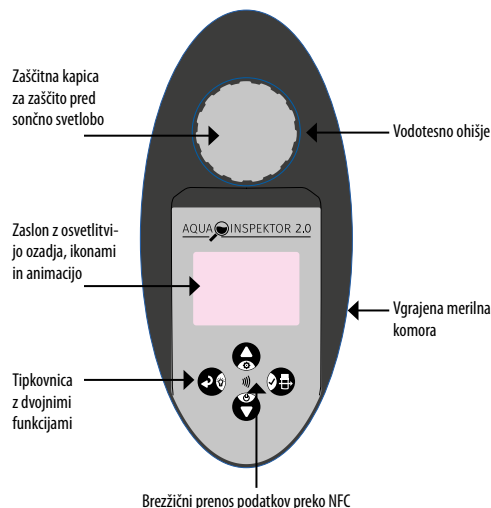 Zaščitna kapica
za zaščito pred
sončno svetlobo
Vodotesno ohišje
AQUA INSPEKTOR 2.0
Zaslon z osvetlitvi-
jo ozadja, ikonami
in animacijo
Vgrajena merilna
komora
Tipkovnica
z dvojnimi
funkcijami
Brezžični prenos podatkov preko NFC